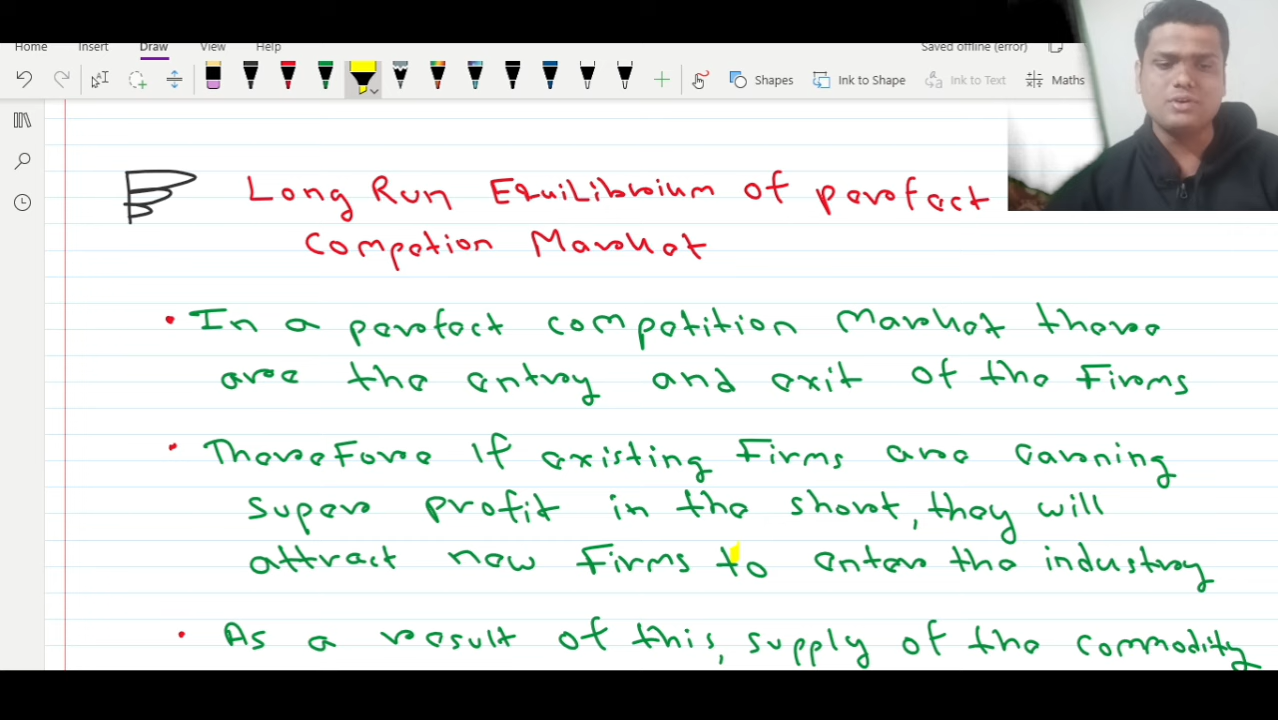 Home Insert Draw View Help Saved offline (error)
Shapes Ink to Shape Ink to Text Maths
Long Run Equilibrium of perfect
Competion Market
• In a perfect competition Market there
are the entry and exit of the Firms
• Therefore If existing Firms are earning
super profit in the short, they will
attract new Firms to enter the industry
• As a result of this, supply of the commodity